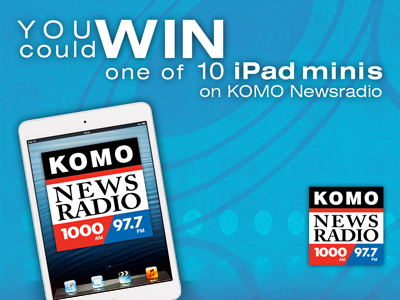 YOU
could WIN
one of 10 iPad minis
on KOMO Newsradio
KOMO
NEWS
RADIO
1000 AM 97.7 FM
KOMO
NEWS
RADIO
1000 AM 97.7 FM